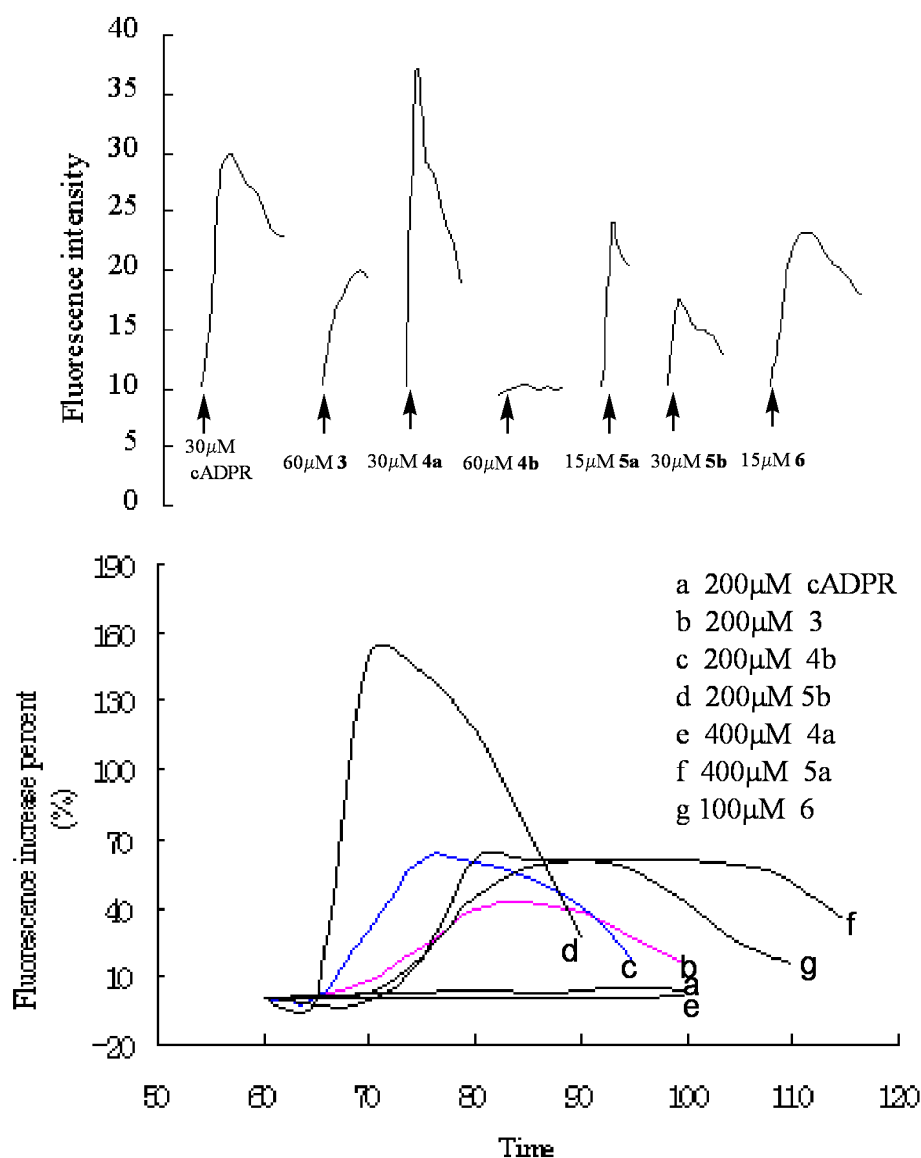 Fluorescence intensity
40
35
30
25
20
15
10
5
0
30μM
cADPR
60μM 3
30μM 4a
60μM 4b
15μM 5a
30μM 5b
15μM 6
Fluorescence increase percent
(%)
190
160
130
100
70
40
10
-20
a 200μM cADPR
b 200μM 3
c 200μM 4b
d 200μM 5b
e 400μM 4a
f 400μM 5a
g 100μM 6
d
c
b
a
e
g
f
50 60 70 80 90 100 110 120
Time